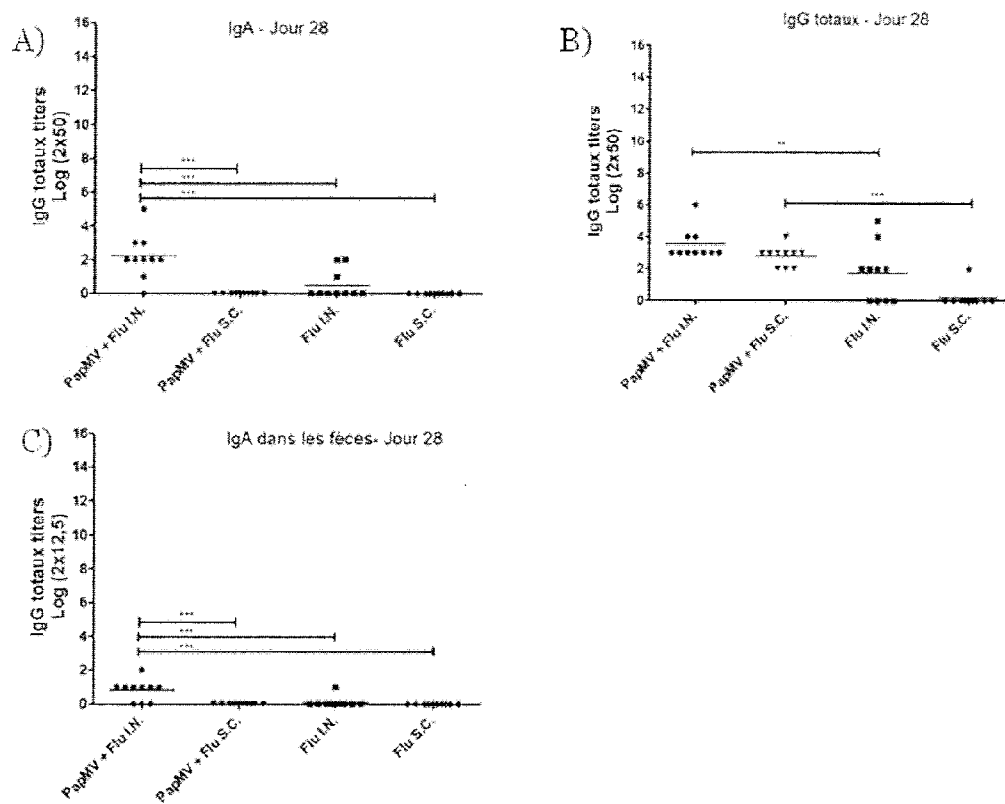 A)
IgA - Jour 28
IgG totaux titers
Log (2x50)
16
14
12
10
8
6
4
2
0
***
***
***
PapMV + Flu I.N.
PapMV + Flu S.C.
Flu I.N.
Flu S.C.
B)
IgG totaux - Jour 28
IgG totaux titers
Log (2x50)
16
14
12
10
8
6
4
2
0
**
***
PapMV + Flu I.N.
PapMV + Flu S.C.
Flu I.N.
Flu S.C.
C)
IgA dans les fèces- Jour 28
IgG totaux titers
Log (2x12,5)
16
14
12
10
8
6
4
2
0
***
***
***
PapMV + Flu I.N.
PapMV + Flu S.C.
Flu I.N.
Flu S.C.